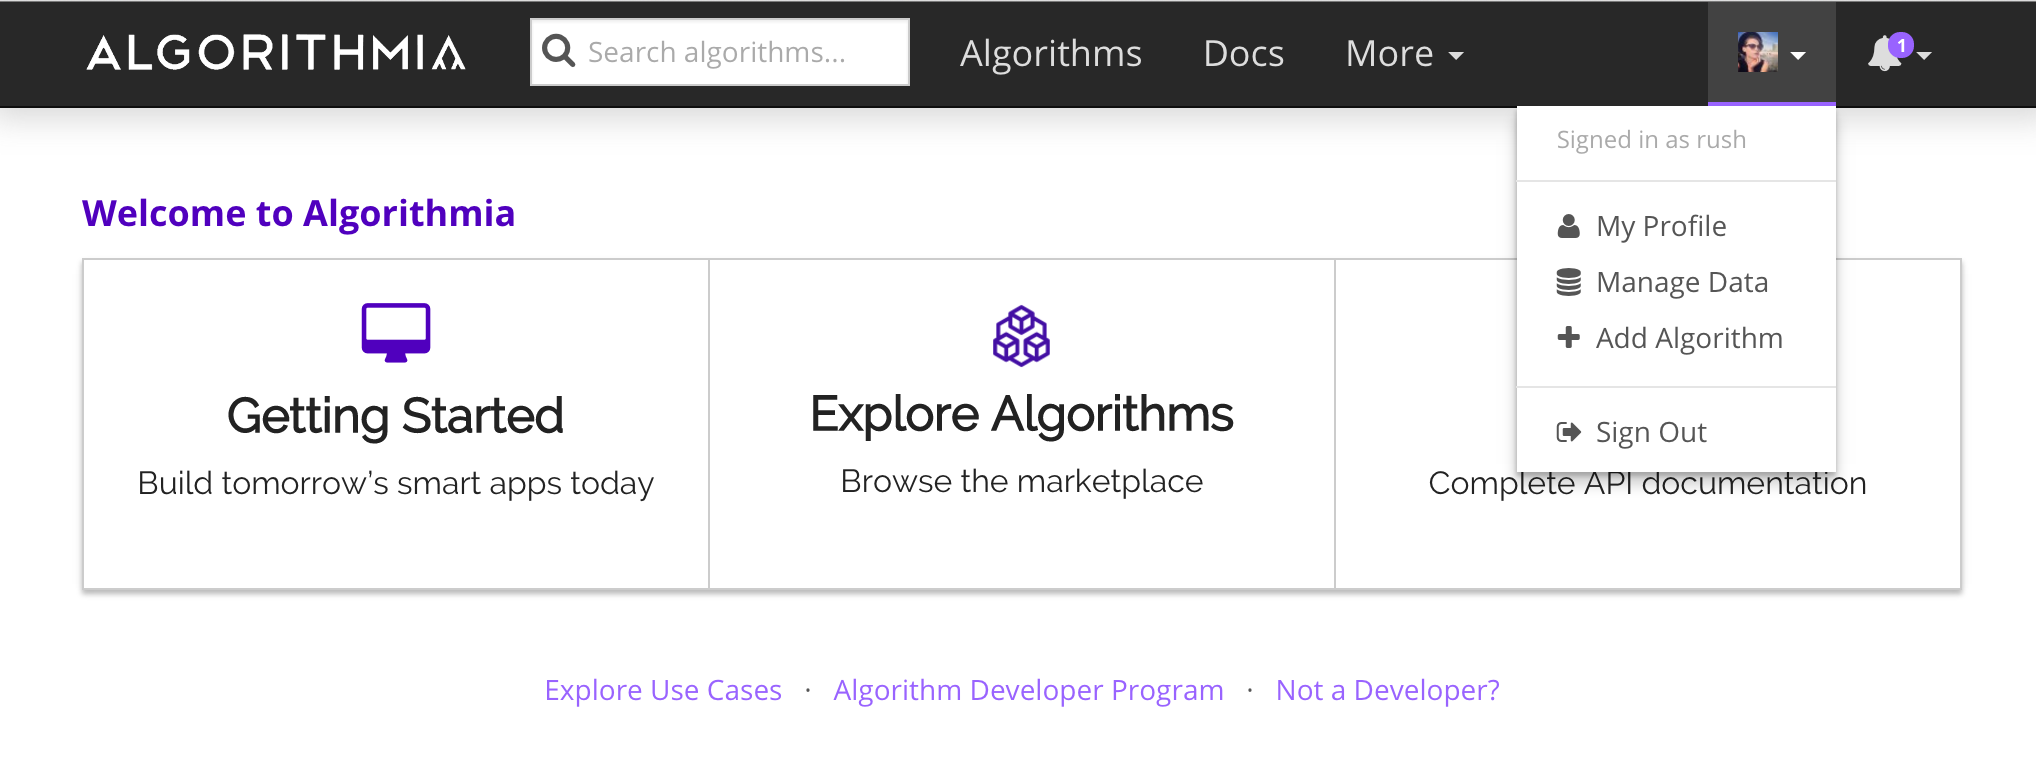 ALGORITHMIA Search algorithms... Algorithms Docs More 1
Signed in as rush
My Profile
Manage Data
Add Algorithm
Sign Out
Welcome to Algorithmia
Getting Started
Build tomorrow’s smart apps today
Explore Algorithms
Browse the marketplace
Complete API documentation
Explore Use Cases · Algorithm Developer Program · Not a Developer?